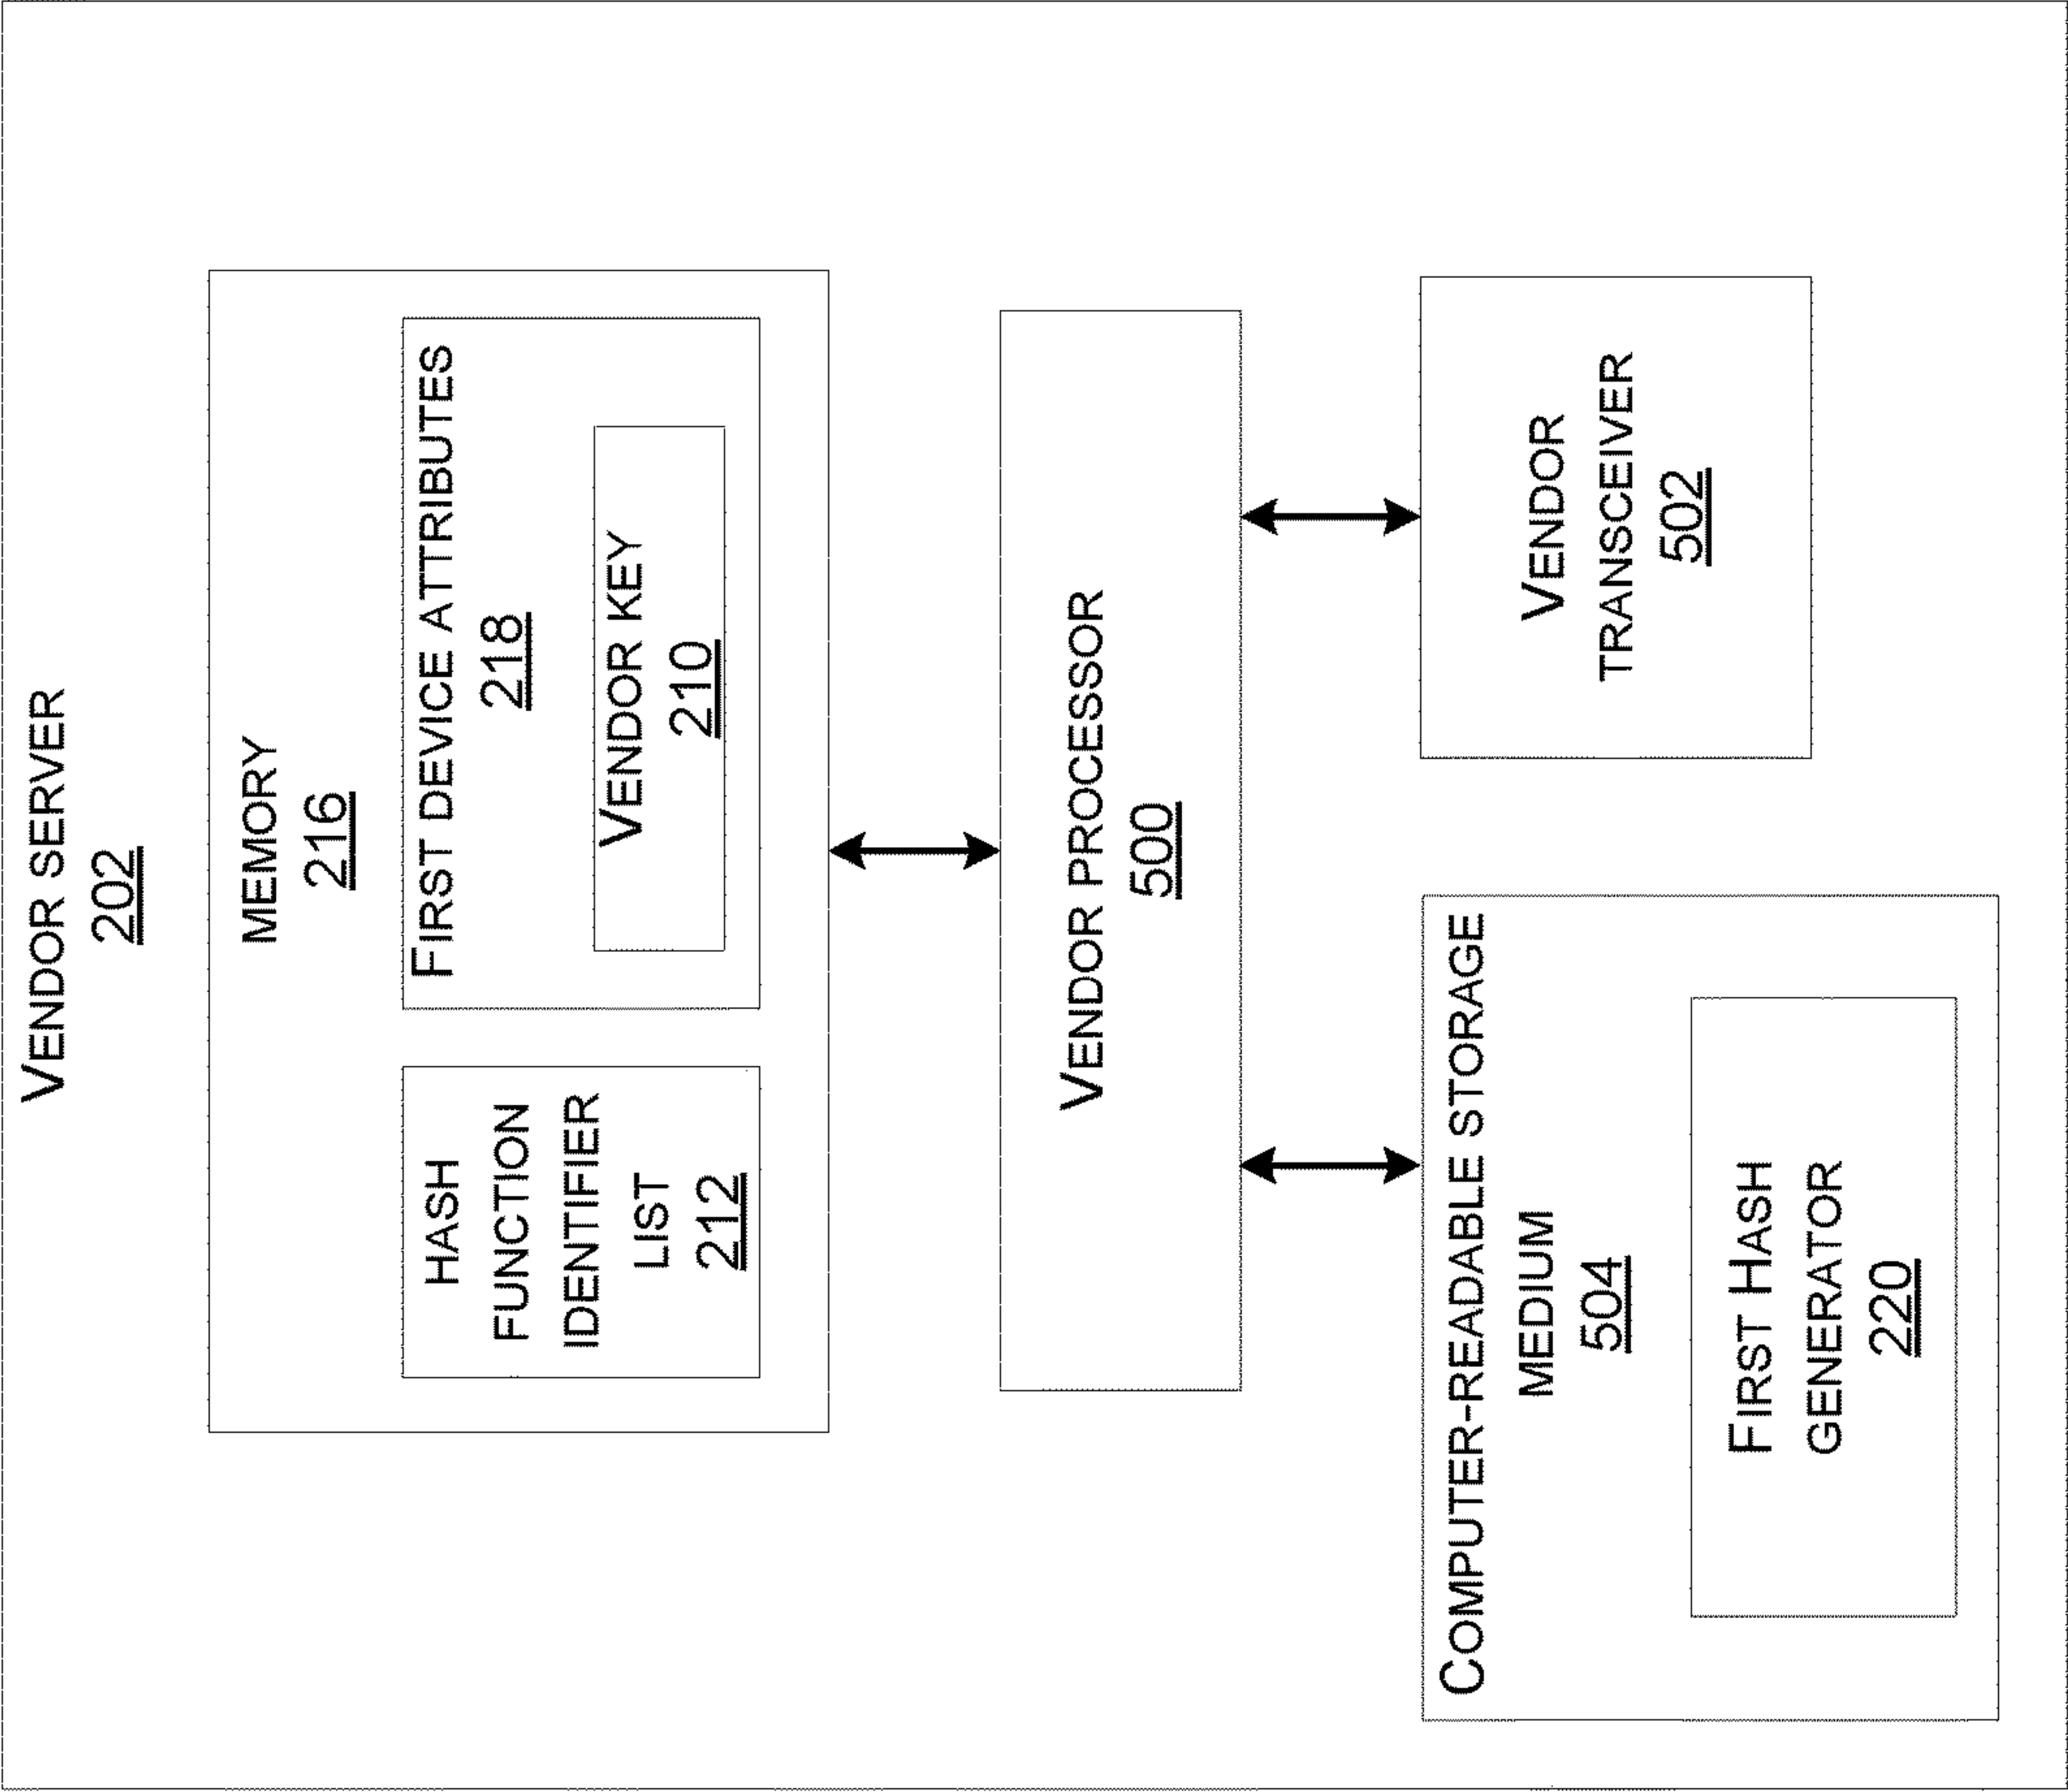 VENDOR SERVER
202
MEMORY
216
HASH
FUNCTION
IDENTIFIER
LIST
212
FIRST DEVICE ATTRIBUTES
218
VENDOR KEY
210
VENDOR PROCESSOR
500
COMPUTER-READABLE STORAGE
MEDIUM
504
FIRST HASH
GENERATOR
220
VENDOR
TRANSCEIVER
502